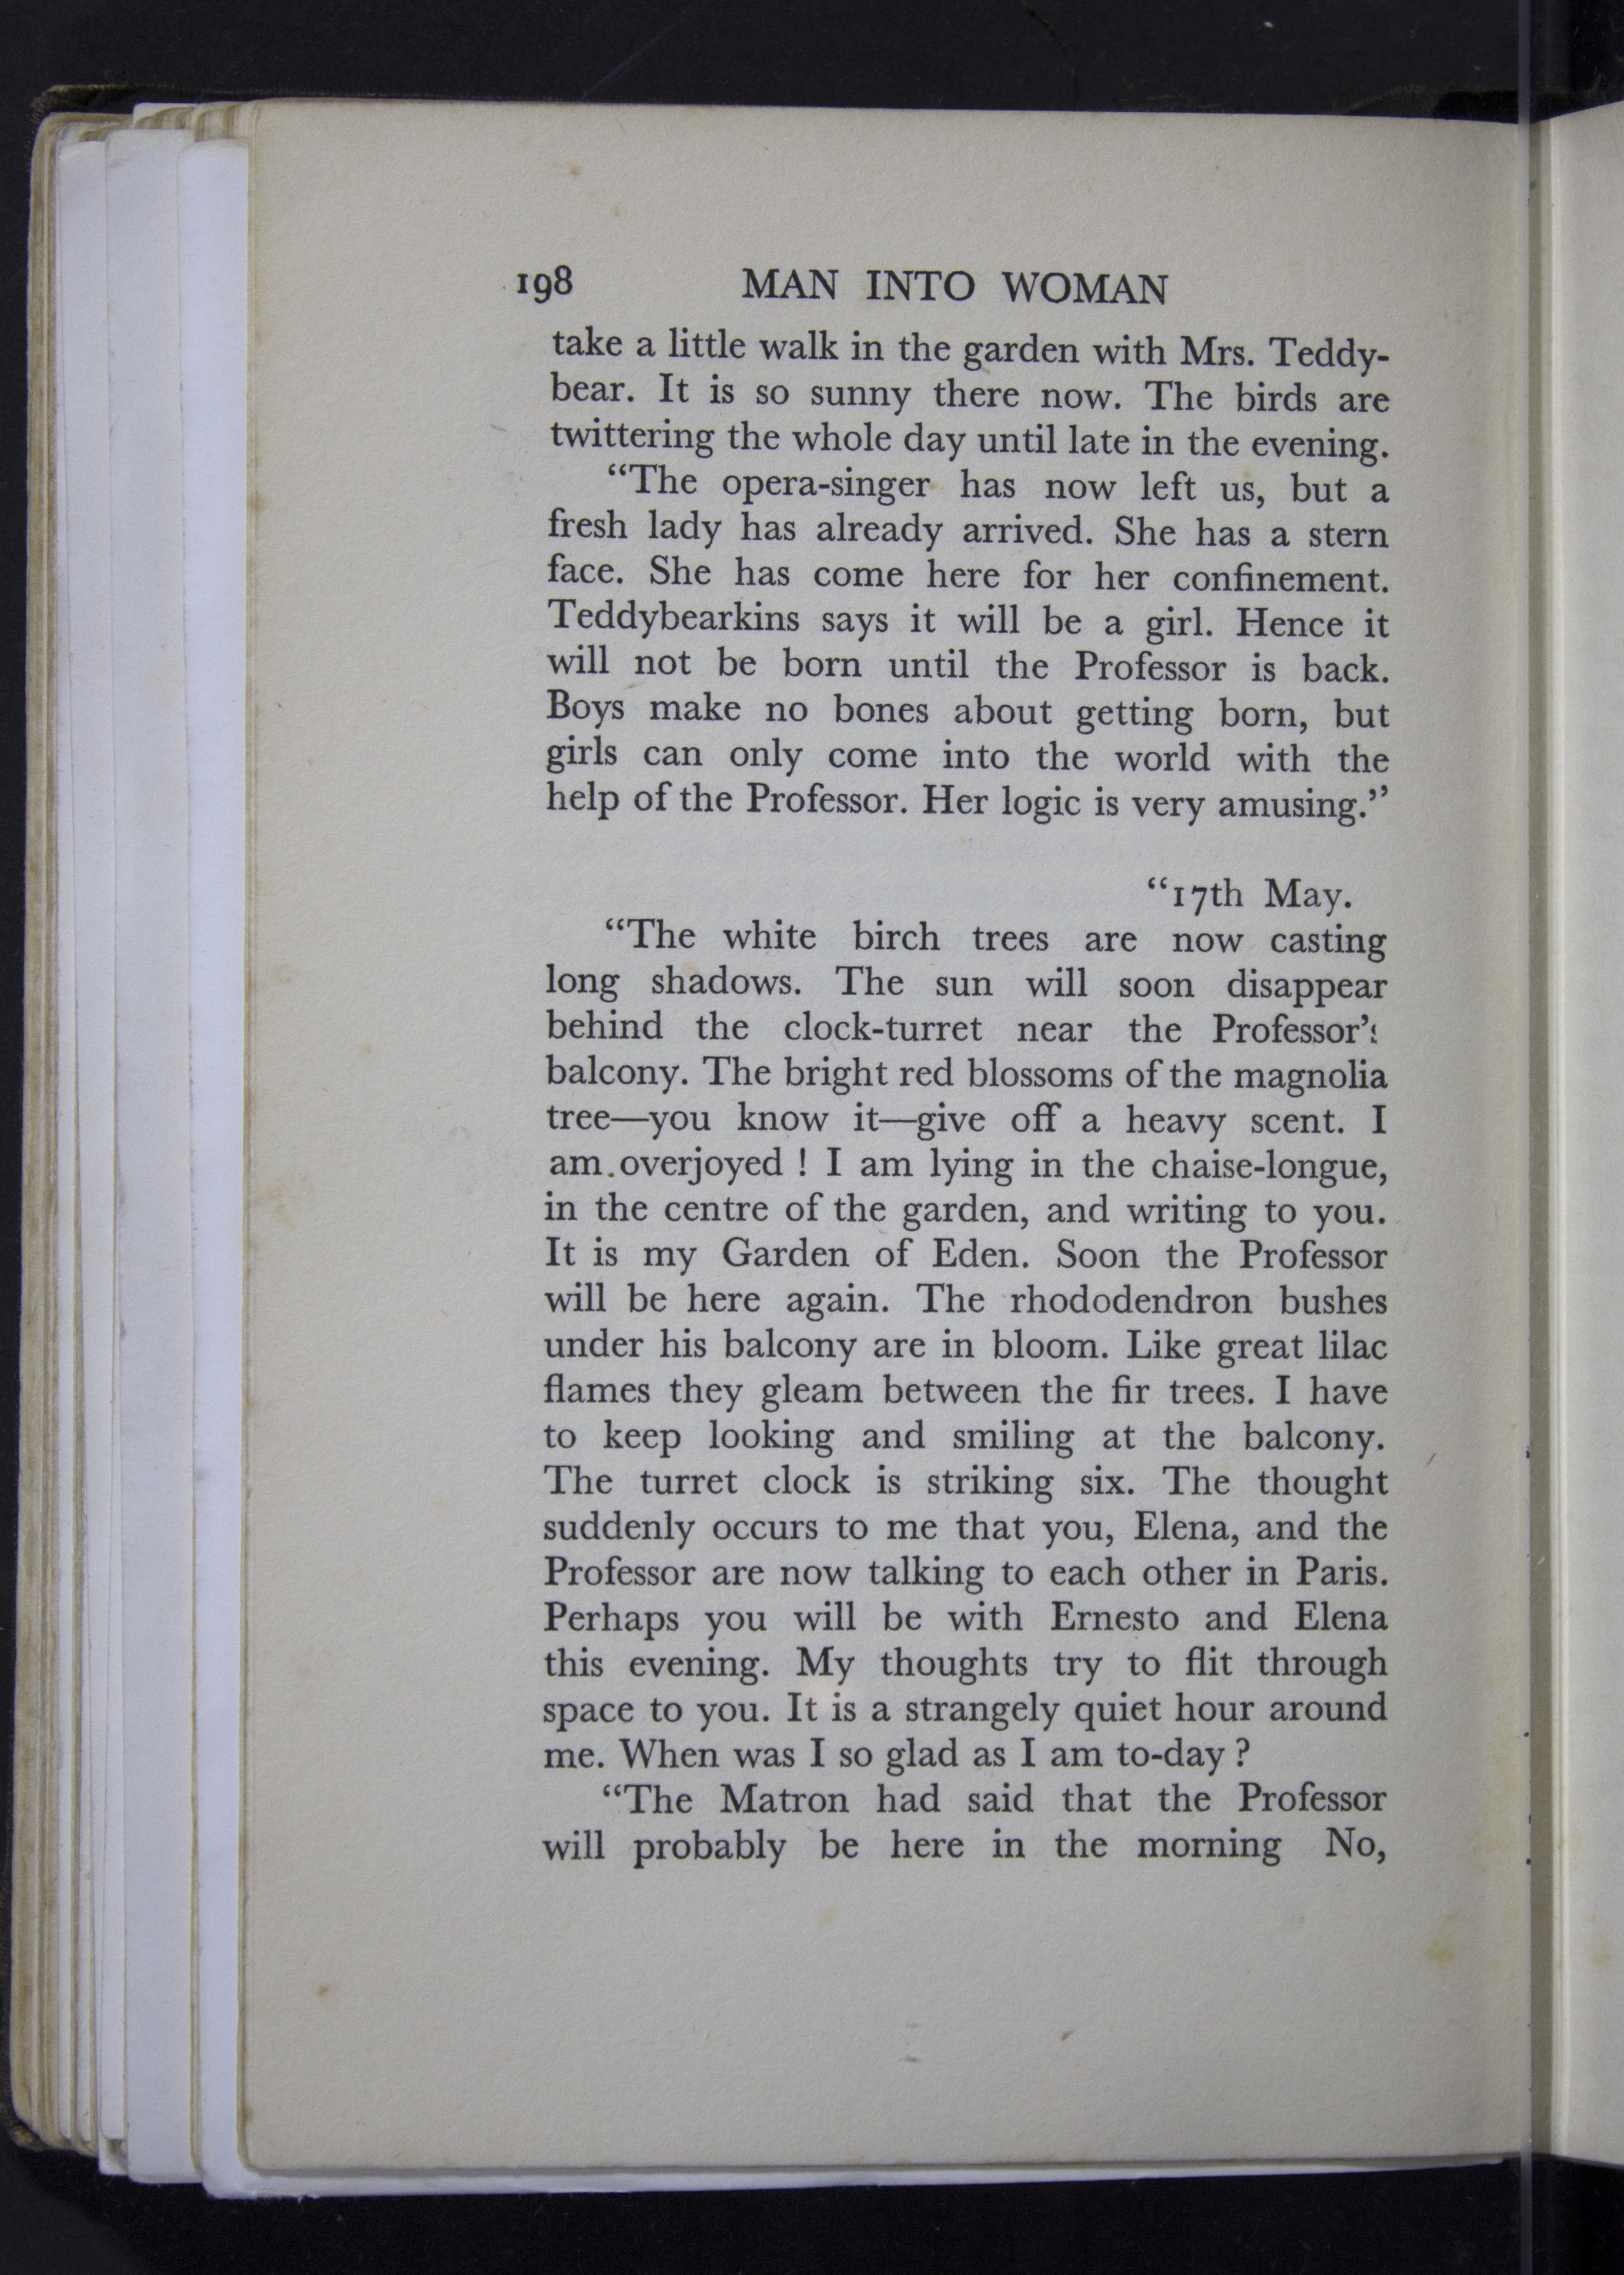 198 MAN INTO WOMAN
take a little walk in the garden with Mrs. Teddy-
bear. It is so sunny there now. The birds are
twittering the whole day until late in the evening.
“The opera-singer has now left us, but a
fresh lady has already arrived. She has a stern
face. She has come here for her confinement.
Teddybearkins says it will be a girl. Hence it
will not be born until the Professor is back.
Boys make no bones about getting born, but
girls can only come into the world with the
help of the Professor. Her logic is very amusing.”
“17th May.
“The white birch trees are now casting
long shadows. The sun will soon disappear
behind the clock-turret near the Professor’s
balcony. The bright red blossoms of the magnolia
tree—you know it—give off a heavy scent. I
am overjoyed ! I am lying in the chaise-longue,
in the centre of the garden, and writing to you.
It is my Garden of Eden. Soon the Professor
will be here again. The rhododendron bushes
under his balcony are in bloom. Like great lilac
flames they gleam between the fir trees. I have
to keep looking and smiling at the balcony.
The turret clock is striking six. The thought
suddenly occurs to me that you, Elena, and the
Professor are now talking to each other in Paris.
Perhaps you will be with Ernesto and Elena
this evening. My thoughts try to flit through
space to you. It is a strangely quiet hour around
me. When was I so glad as I am to-day ?
“The Matron had said that the Professor
will probably be here in the morning No,